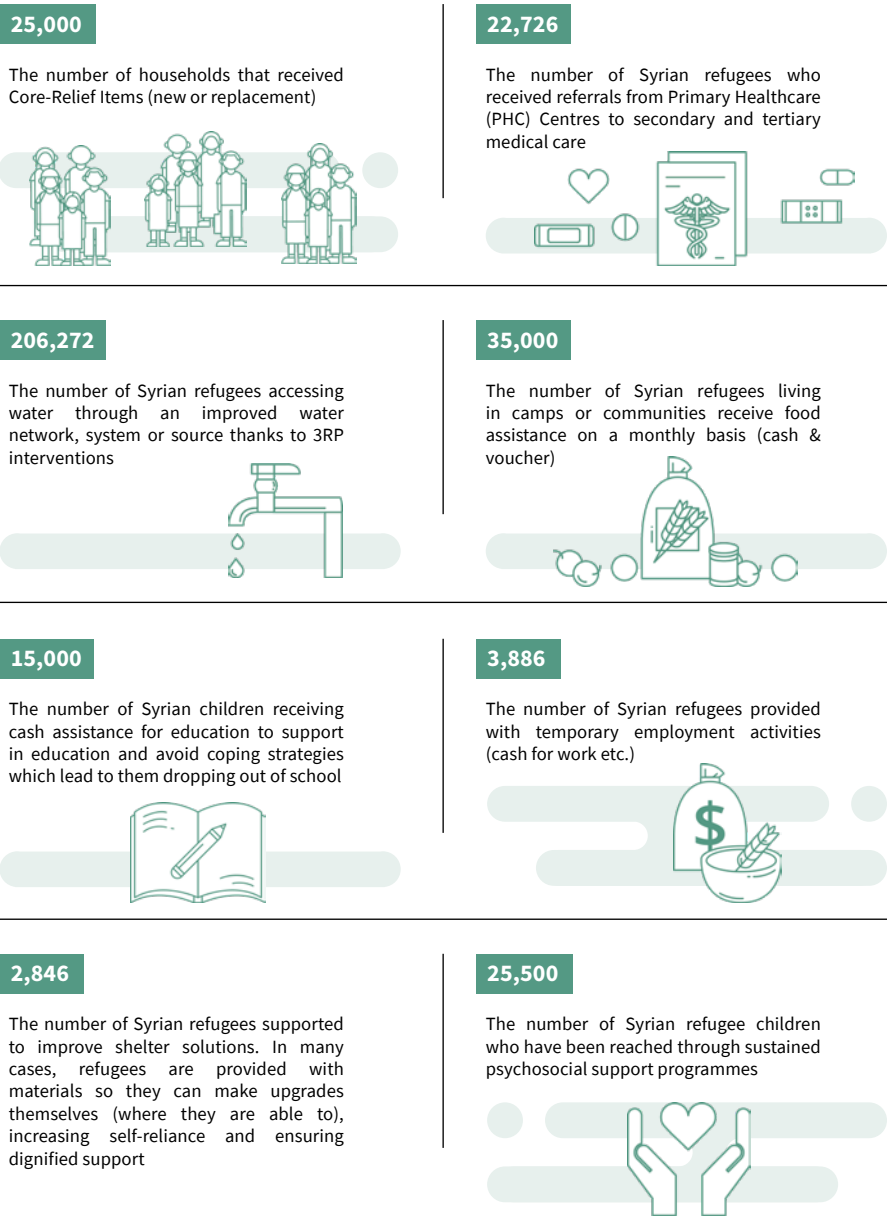 25,000
The number of households that received
Core-Relief Items (new or replacement)
22,726
The number of Syrian refugees who
received referrals from Primary Healthcare
(PHC) Centres to secondary and tertiary
medical care
206,272
The number of Syrian refugees accessing
water through an improved water
network, system or source thanks to 3RP
interventions
35,000
The number of Syrian refugees living
in camps or communities receive food
assistance on a monthly basis (cash &
voucher)
15,000
The number of Syrian children receiving
cash assistance for education to support
in education and avoid coping strategies
which lead to them dropping out of school
3,886
The number of Syrian refugees provided
with temporary employment activities
(cash for work etc.)
$
2,846
The number of Syrian refugees supported
to improve shelter solutions. In many
cases, refugees are provided with
materials so they can make upgrades
themselves (where they are able to),
increasing self-reliance and ensuring
dignified support
25,500
The number of Syrian refugee children
who have been reached through sustained
psychosocial support programmes